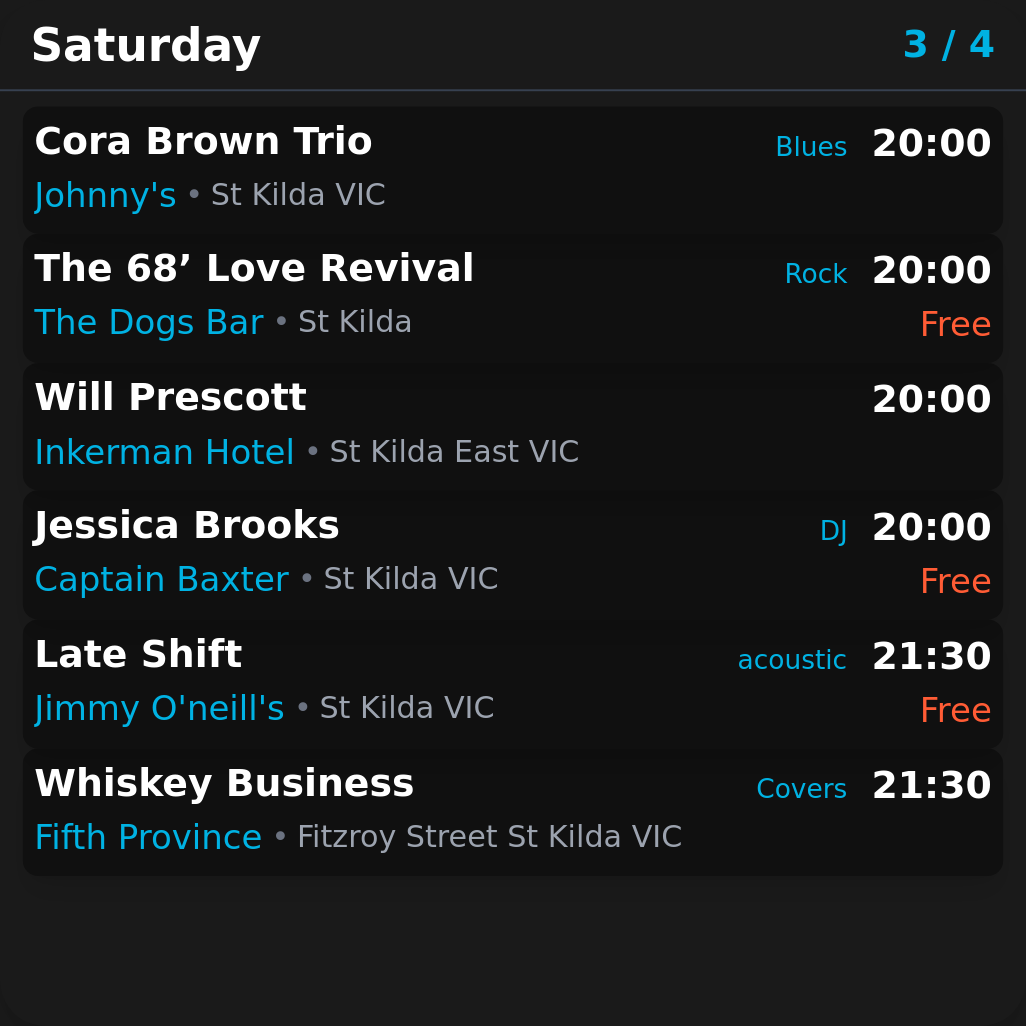 Saturday 3 / 4
Cora Brown Trio Blues 20:00
Johnny's • St Kilda VIC
The 68’ Love Revival Rock 20:00
The Dogs Bar • St Kilda Free
Will Prescott 20:00
Inkerman Hotel • St Kilda East VIC
Jessica Brooks DJ 20:00
Captain Baxter • St Kilda VIC Free
Late Shift acoustic 21:30
Jimmy O'neill's • St Kilda VIC Free
Whiskey Business Covers 21:30
Fifth Province • Fitzroy Street St Kilda VIC